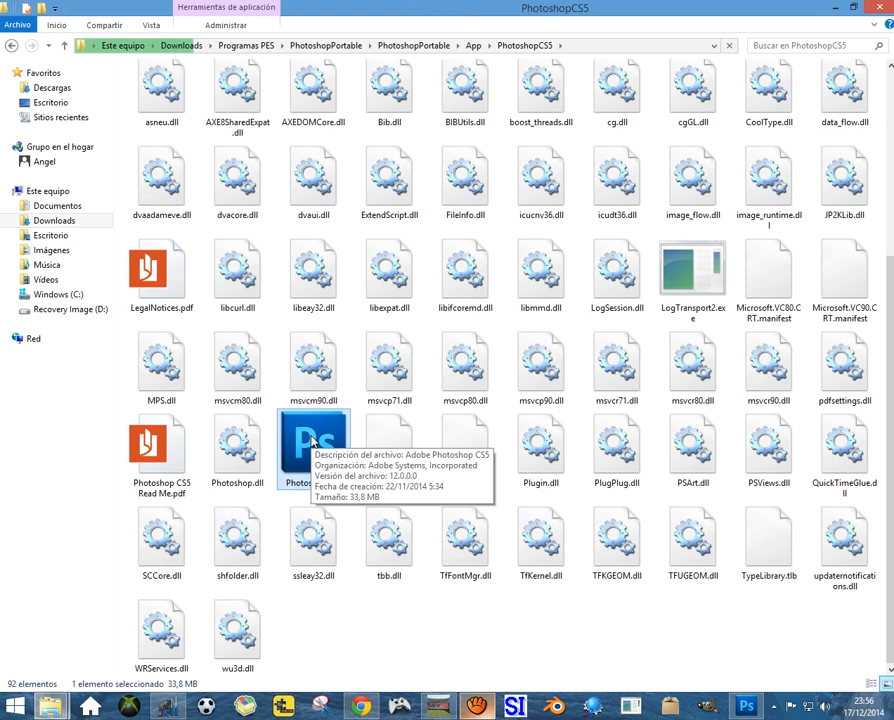 Herramientas de aplicación
PhotoshopCS5
Archivo Inicio Compartir Vista Administrar
Este equipo Downloads Programas PES PhotoshopPortable PhotoshopPortable App PhotoshopCS5
Buscar en PhotoshopCS5
Favoritos
Descargas
Escritorio
Sitios recientes
Grupo en el hogar
Angel
Este equipo
Documentos
Downloads
Escritorio
Imágenes
Música
Vídeos
Windows (C:)
Recovery Image (D:)
Red
asneu.dll AXE8SharedExpat AXEDOMCore.dll Bib.dll BIBUtils.dll boost_threads.dll cg.dll cgGL.dll CoolType.dll data_flow.dll
.dll
dvaadameve.dll dvacore.dll dvaui.dll ExtendScript.dll FileInfo.dll icucnv36.dll icudt36.dll image_flow.dll image_runtime.dl JP2KLib.dll
l
LegalNotices.pdf libcurl.dll libeay32.dll libexpat.dll libifcoremd.dll libmmd.dll LogSession.dll LogTransport2.ex Microsoft.VC80.C Microsoft.VC90.C
e RT.manifest RT.manifest
MPS.dll msvcm80.dll msvcm90.dll msvcp71.dll msvcp80.dll msvcp90.dll msvcr71.dll msvcr80.dll msvcr90.dll pdfsettings.dll
Ps
Descripción del archivo: Adobe Photoshop CS5
Organización: Adobe Systems, Incorporated
Versión del archivo: 12.0.0.0
Fecha de creación: 22/11/2014 5:34
Tamaño: 33,8 MB
Photoshop CS5 Photoshop.dll Photos Plugin.dll PlugPlug.dll PSArt.dll PSViews.dll QuickTimeGlue.d
Read Me.pdf ll
SCCore.dll shfolder.dll ssleay32.dll tbb.dll TfFontMgr.dll TfKernel.dll TFKGEOM.dll TFUGEOM.dll TypeLibrary.tlb updaternotificati
ons.dll
WRServices.dll wu3d.dll
92 elementos 1 elemento seleccionado 33,8 MB
SI
Ps
23:56
17/12/2014